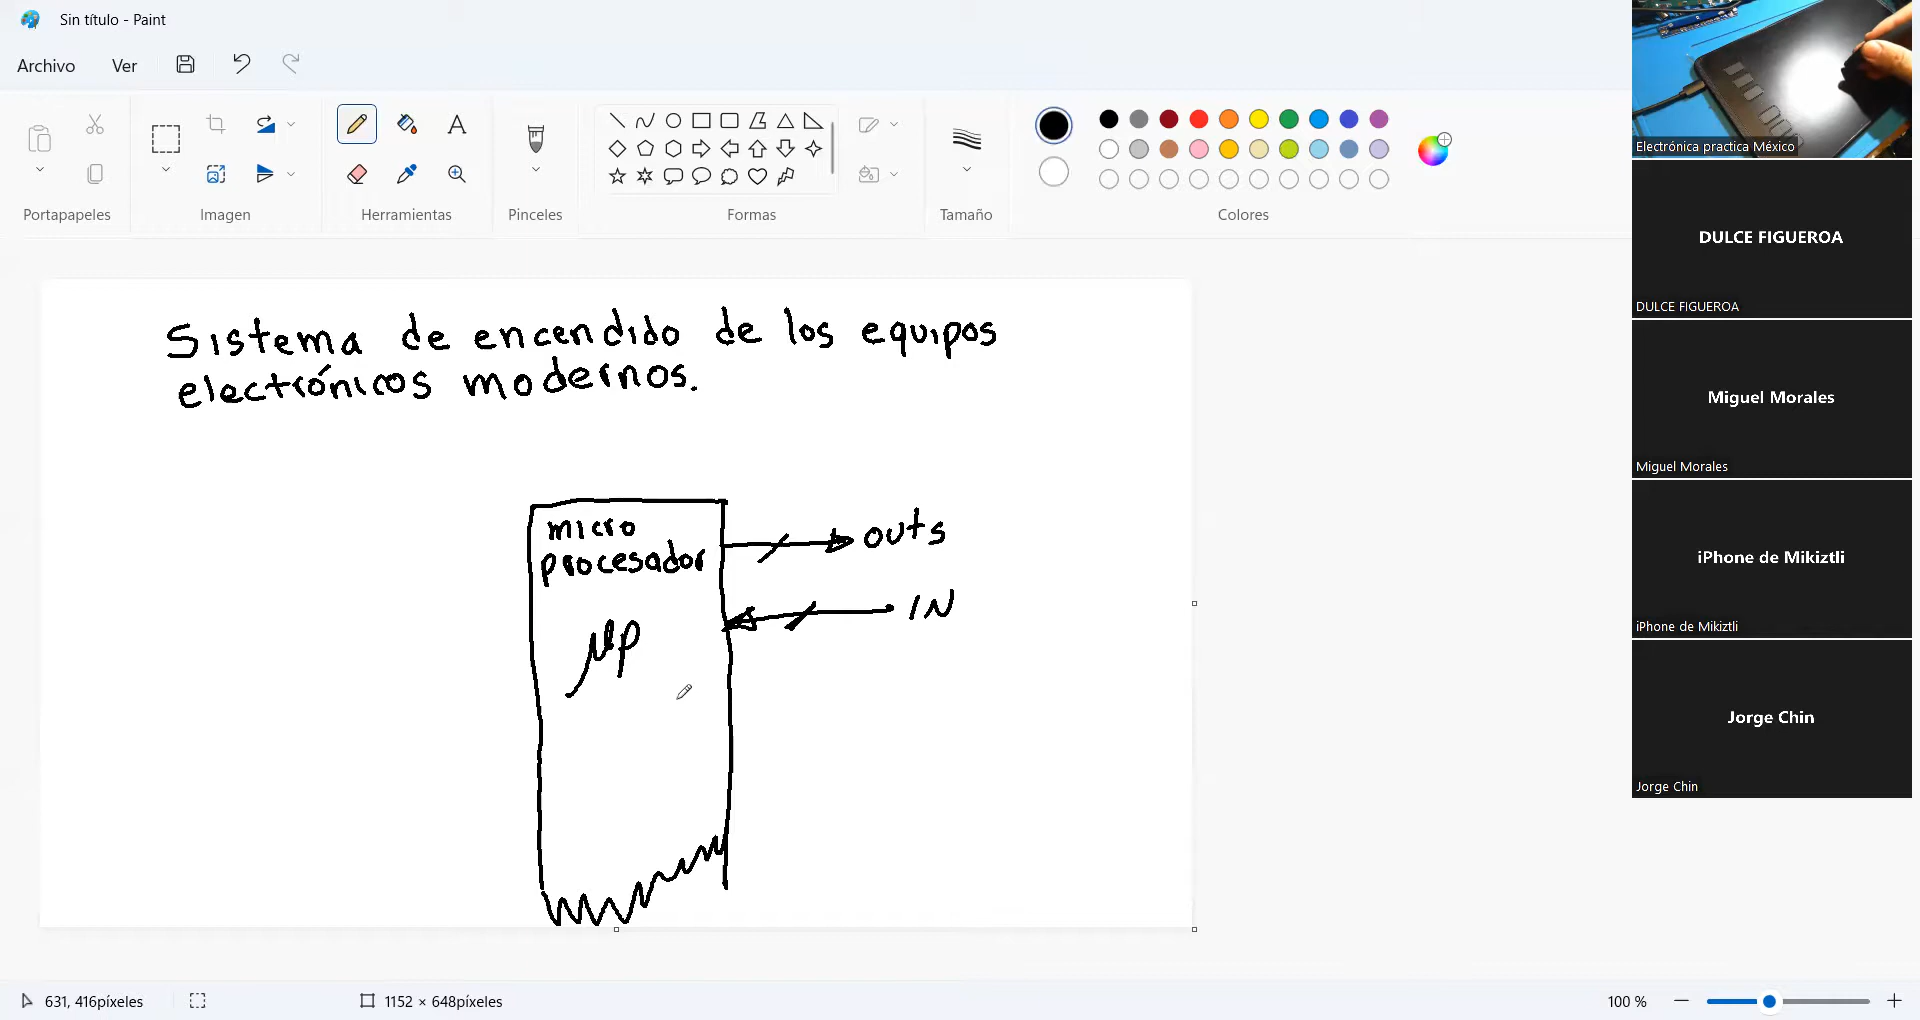 Sin título - Paint
Archivo
Ver
Portapapeles
Imagen
Herramientas
Pinceles
Formas
Tamaño
Colores
Sistema de encendido de los equipos
electrónicos modernos.
micro
procesador
outs
IN
μP
Electrónica practica México
DULCE FIGUEROA
DULCE FIGUEROA
Miguel Morales
Miguel Morales
iPhone de Mikiztli
iPhone de Mikiztli
Jorge Chin
Jorge Chin
631, 416píxeles
1152 × 648píxeles
100 %